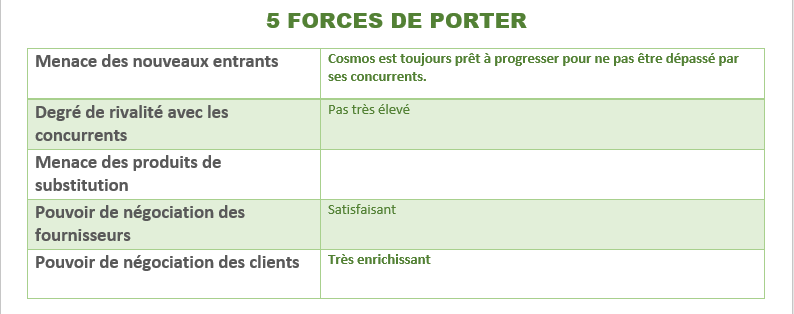 5 FORCES DE PORTER
Menace des nouveaux entrants
Cosmos est toujours prêt à progresser pour ne pas être dépassé par
ses concurrents.
Degré de rivalité avec les
concurrents
Pas très élevé
Menace des produits de
substitution
Pouvoir de négociation des
fournisseurs
Satisfaisant
Pouvoir de négociation des clients
Très enrichissant